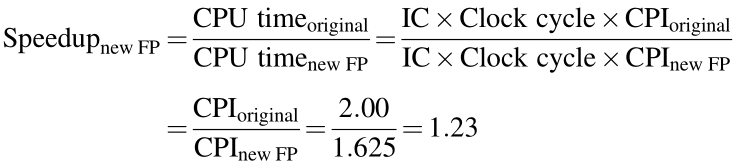 Speedup_new FP = CPU time_original / CPU time_new FP = IC × Clock cycle × CPI_original / IC × Clock cycle × CPI_new FP
= CPI_original / CPI_new FP = 2.00 / 1.625 = 1.23